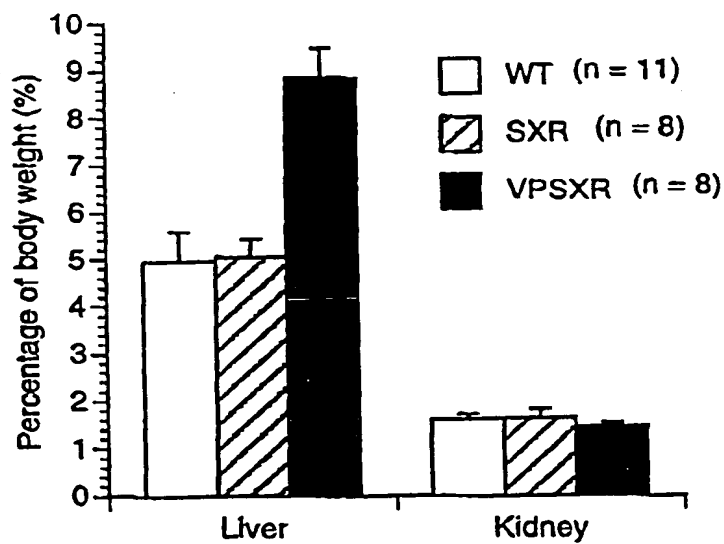 Percentage of body weight (%)
10
9
8
7
6
5
4
3
2
1
0
WT (n = 11)
SXR (n = 8)
VPSXR (n = 8)
Liver
Kidney